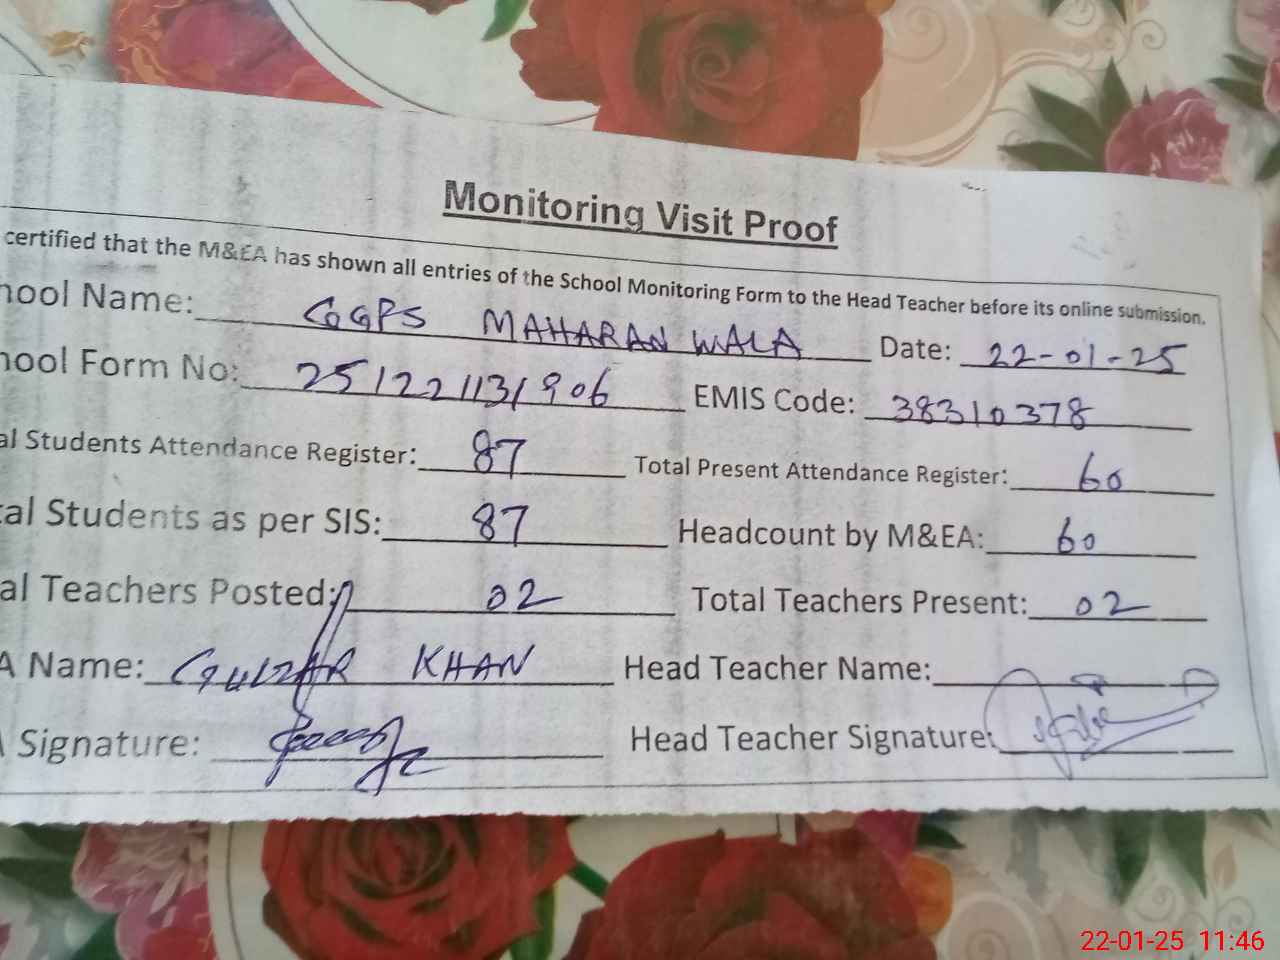 Monitoring Visit Proof
certified that the M&EA has shown all entries of the School Monitoring Form to the Head Teacher before its online submission.
hool Name: GGPS MAHARAN WALA Date: 22-01-25
hool Form No: 251221131906 EMIS Code: 38310378
al Students Attendance Register: 87 Total Present Attendance Register: 60
tal Students as per SIS: 87 Headcount by M&EA: 60
al Teachers Posted: 02 Total Teachers Present: 02
A Name: GULZAR KHAN Head Teacher Name:
Signature: Head Teacher Signature:
22-01-25 11:46